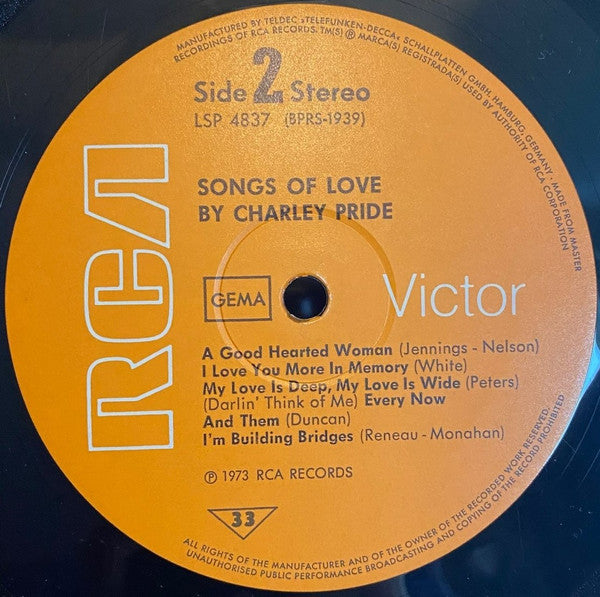 MANUFACTURED BY TELDEC »TELEFUNKEN-DECCA« SCHALLPLATTEN GMBH, HAMBURG, GERMANY · MADE FROM MASTER
RECORDINGS OF RCA RECORDS. TM(S) ® MARCA(S) REGISTRADA(S) USED BY AUTHORITY OF RCA CORPORATION
Side 2 Stereo
LSP 4837 (BPRS-1939)
SONGS OF LOVE
BY CHARLEY PRIDE
RCA
GEMA
Victor
A Good Hearted Woman (Jennings - Nelson)
I Love You More In Memory (White)
My Love Is Deep, My Love Is Wide (Peters)
(Darlin' Think of Me) Every Now
And Them (Duncan)
I'm Building Bridges (Reneau - Monahan)
℗ 1973 RCA RECORDS
33
ALL RIGHTS OF THE MANUFACTURER AND OF THE OWNER OF THE RECORDED WORK RESERVED.
UNAUTHORISED PUBLIC PERFORMANCE BROADCASTING AND COPYING OF THE RECORD PROHIBITED